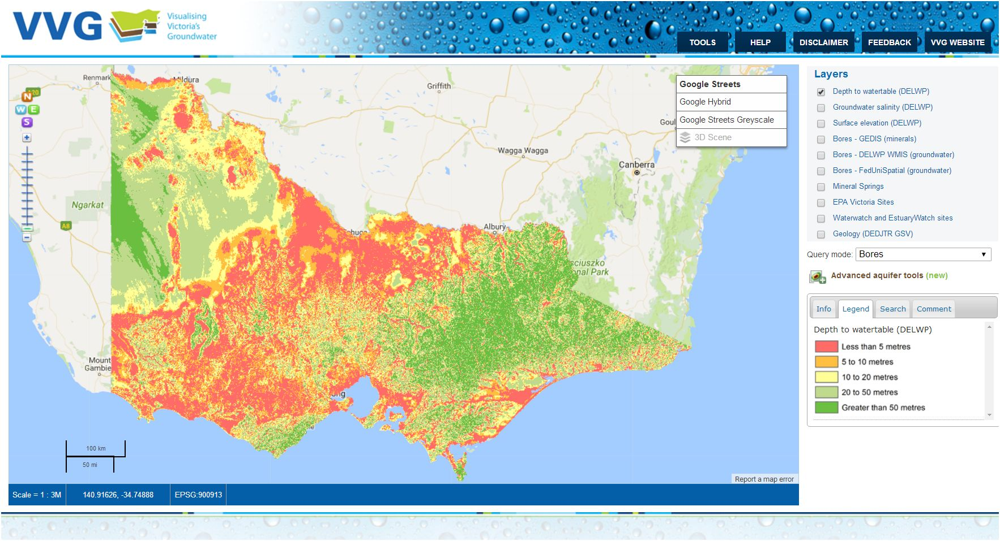 VVG
Visualising
Victoria's
Groundwater
TOOLS
HELP
DISCLAIMER
FEEDBACK
VVG WEBSITE
Renmark
Mildura
Griffith
A20
N
W
E
S
Google Streets
Google Hybrid
Google Streets Greyscale
3D Scene
Goul
Wagga Wagga
Canberra
Ngarkat
A8
Albury
chuca
sciuszko
onal Park
Mount
Gambie
ong
ne
100 km
50 mi
Report a map error
Scale = 1 : 3M
140.91626, -34.74888
EPSG:900913
Layers
Depth to watertable (DELWP)
Groundwater salinity (DELWP)
Surface elevation (DELWP)
Bores - GEDIS (minerals)
Bores - DELWP WMIS (groundwater)
Bores - FedUniSpatial (groundwater)
Mineral Springs
EPA Victoria Sites
Waterwatch and EstuaryWatch sites
Geology (DEDJTR GSV)
Query mode: Bores
Advanced aquifer tools (new)
Info
Legend
Search
Comment
Depth to watertable (DELWP)
Less than 5 metres
5 to 10 metres
10 to 20 metres
20 to 50 metres
Greater than 50 metres